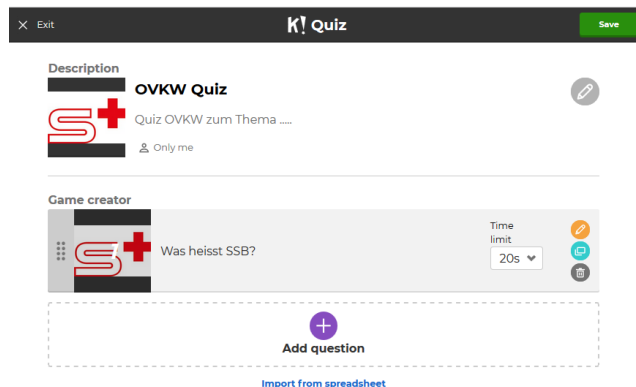 Exit
K! Quiz
Save
Description
OVKW Quiz
Quiz OVKW zum Thema .....
Only me
Game creator
1
Was heisst SSB?
Time
limit
20s
Add question
Import from spreadsheet